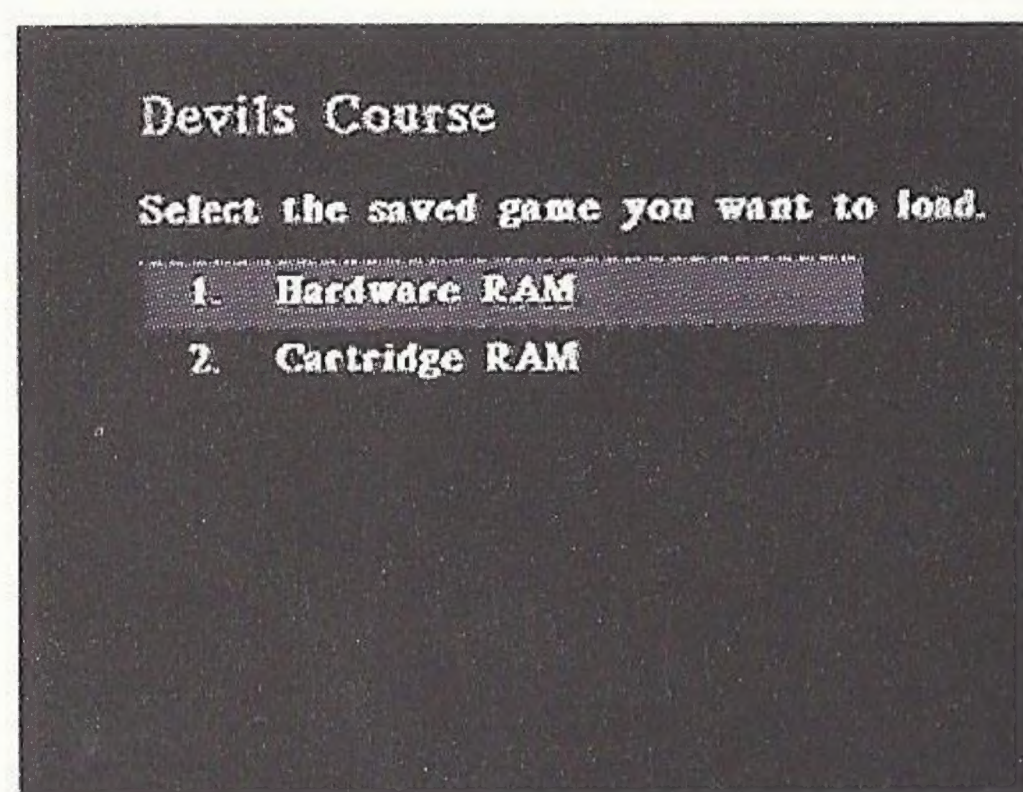 Devils Course
Select the saved game you want to load.
1. Hardware RAM
2. Cartridge RAM